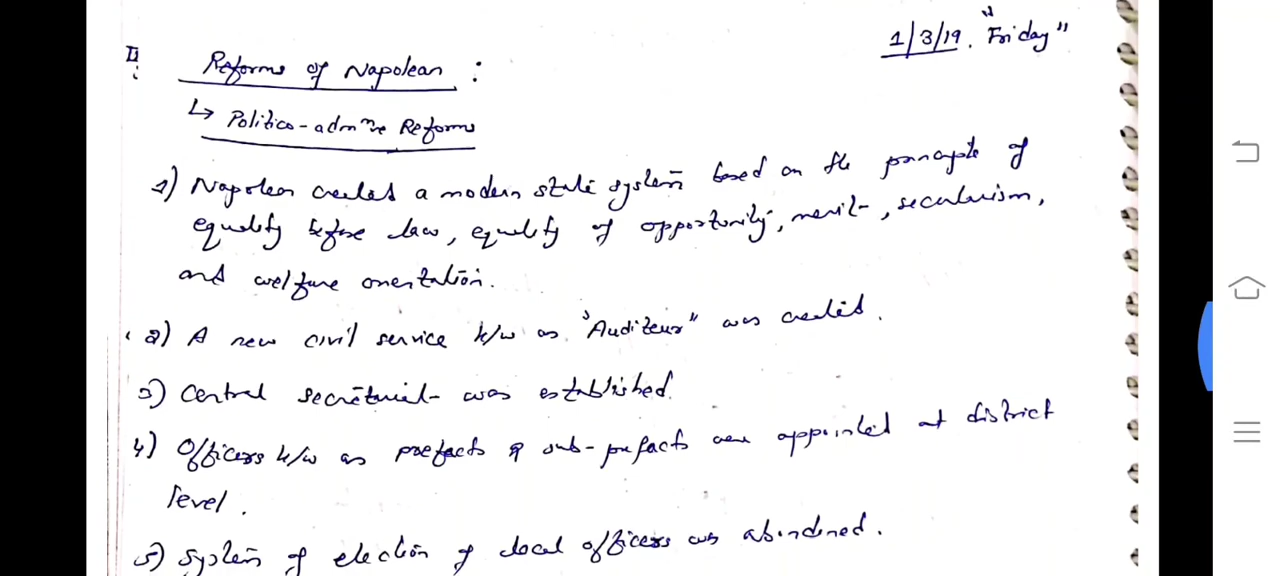 1/3/19. "Friday"
II:
Reforms of Napolean :
↳ Politico-admve Reforms
1) Napolean created a modern state system based on the principle of
equality before law, equality of opportunity, merit, secularism,
and welfare orientation.
2) A new civil service k/w as "Auditeur" was created.
3) Central secretariat was established.
4) Officers k/w as prefects & sub-prefects were appointed at district
level.
5) System of election of local officers was abandoned.